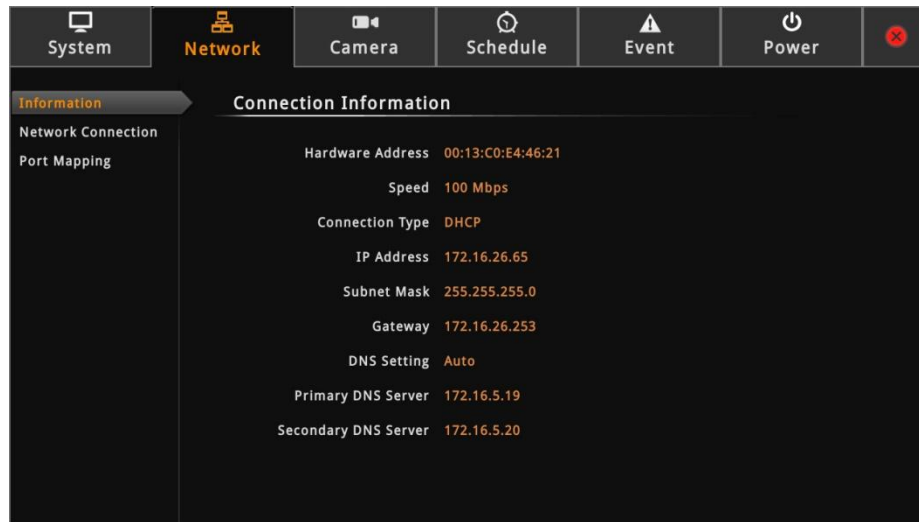 System Network Camera Schedule Event Power
Information
Network Connection
Port Mapping
Connection Information
Hardware Address 00:13:C0:E4:46:21
Speed 100 Mbps
Connection Type DHCP
IP Address 172.16.26.65
Subnet Mask 255.255.255.0
Gateway 172.16.26.253
DNS Setting Auto
Primary DNS Server 172.16.5.19
Secondary DNS Server 172.16.5.20